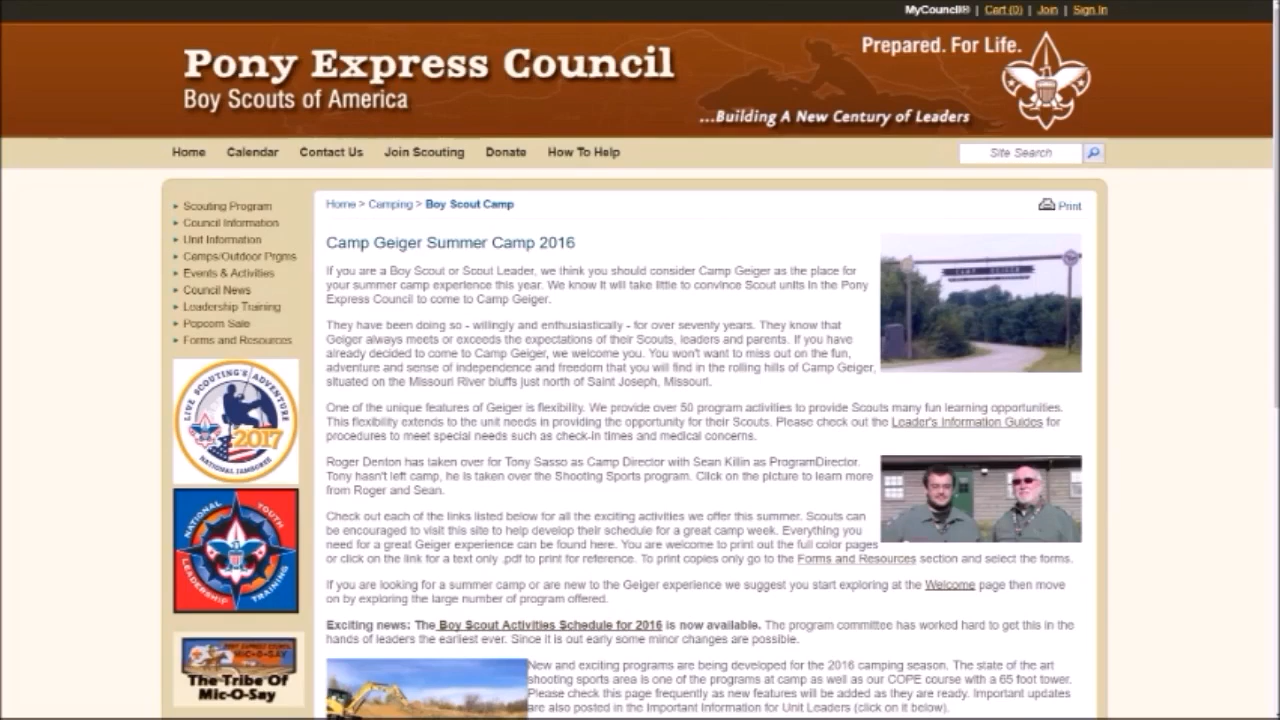 MyCouncil® | Cart (0) | Join | Sign In
Pony Express Council
Boy Scouts of America
Prepared. For Life.
...Building A New Century of Leaders
Home Calendar Contact Us Join Scouting Donate How To Help
Site Search
Scouting Program
Council Information
Unit Information
Camps/Outdoor Prgms
Events & Activities
Council News
Leadership Training
Popcorn Sale
Forms and Resources
LIVE SCOUTING'S ADVENTURE
2017
NATIONAL JAMBOREE
NATIONAL YOUTH
LEADERSHIP TRAINING
PONY EXPRESS COUNCIL
MIC-O-SAY
The Tribe Of
Mic-O-Say
Home > Camping > Boy Scout Camp
Print
Camp Geiger Summer Camp 2016
CAMP GEIGER
If you are a Boy Scout or Scout Leader, we think you should consider Camp Geiger as the place for
your summer camp experience this year. We know it will take little to convince Scout units in the Pony
Express Council to come to Camp Geiger.
They have been doing so - willingly and enthusiastically - for over seventy years. They know that
Geiger always meets or exceeds the expectations of their Scouts, leaders and parents. If you have
already decided to come to Camp Geiger, we welcome you. You won't want to miss out on the fun,
adventure and sense of independence and freedom that you will find in the rolling hills of Camp Geiger,
situated on the Missouri River bluffs just north of Saint Joseph, Missouri.
One of the unique features of Geiger is flexibility. We provide over 50 program activities to provide Scouts many fun learning opportunities.
This flexibility extends to the unit needs in providing the opportunity for their Scouts. Please check out the Leader's Information Guides for
procedures to meet special needs such as check-in times and medical concerns.
Roger Denton has taken over for Tony Sasso as Camp Director with Sean Killin as ProgramDirector.
Tony hasn't left camp, he is taken over the Shooting Sports program. Click on the picture to learn more
from Roger and Sean.
Check out each of the links listed below for all the exciting activities we offer this summer. Scouts can
be encouraged to visit this site to help develop their schedule for a great camp week. Everything you
need for a great Geiger experience can be found here. You are welcome to print out the full color pages
or click on the link for a text only .pdf to print for reference. To print copies only go to the Forms and Resources section and select the forms.
If you are looking for a summer camp or are new to the Geiger experience we suggest you start exploring at the Welcome page then move
on by exploring the large number of program offered.
Exciting news: The Boy Scout Activities Schedule for 2016 is now available. The program committee has worked hard to get this in the
hands of leaders the earliest ever. Since it is out early some minor changes are possible.
New and exciting programs are being developed for the 2016 camping season. The state of the art
shooting sports area is one of the programs at camp as well as our COPE course with a 65 foot tower.
Please check this page frequently as new features will be added as they are ready. Important updates
are also posted in the Important Information for Unit Leaders (click on it below).